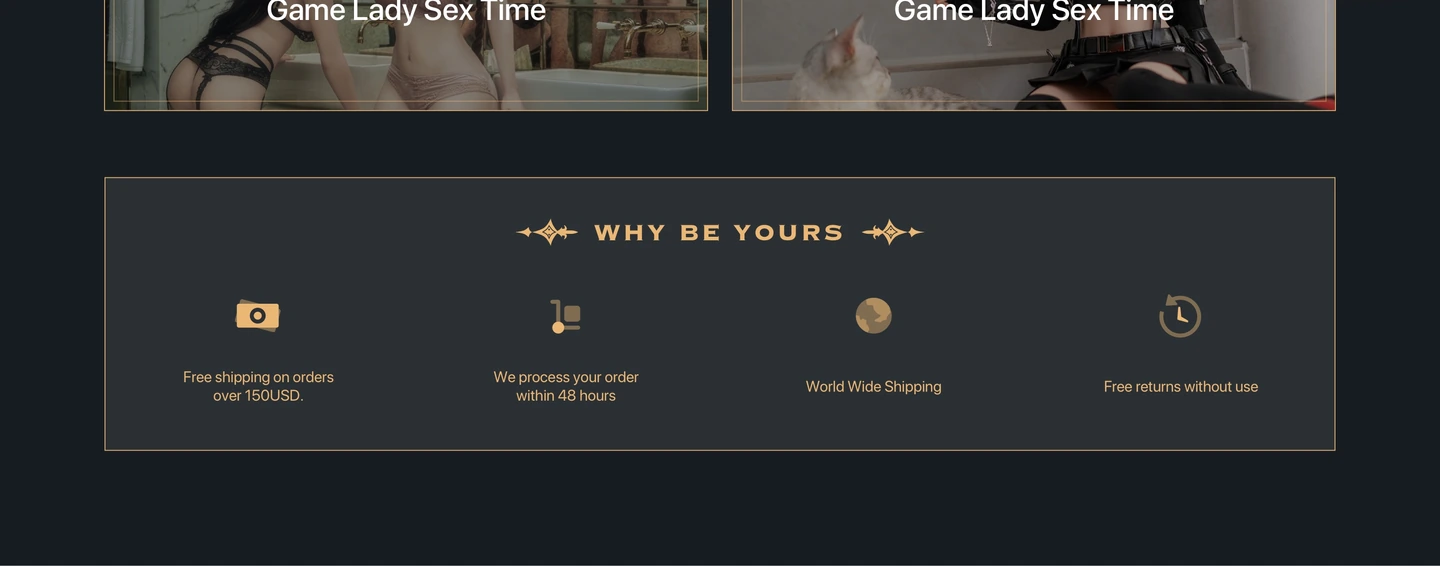 Game Lady Sex Time
Game Lady Sex Time
WHY BE YOURS
Free shipping on orders
over 150USD.
We process your order
within 48 hours
World Wide Shipping
Free returns without use